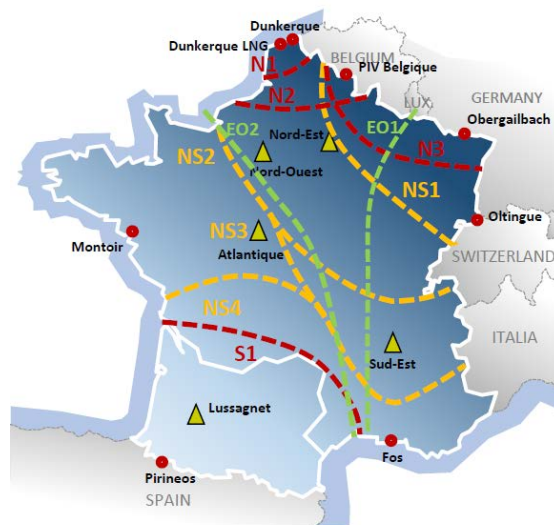 Dunkerque
Dunkerque LNG
BELGIUM
N1
PIV Belgique
N2
LUX.
GERMANY
Obergailbach
EO2
Nord-Est
EO1
NS2
Nord-Ouest
N3
NS1
Oltingue
NS3
Montoir
Atlantique
SWITZERLAND
NS4
ITALIA
S1
Sud-Est
Lussagnet
Fos
Pirineos
SPAIN